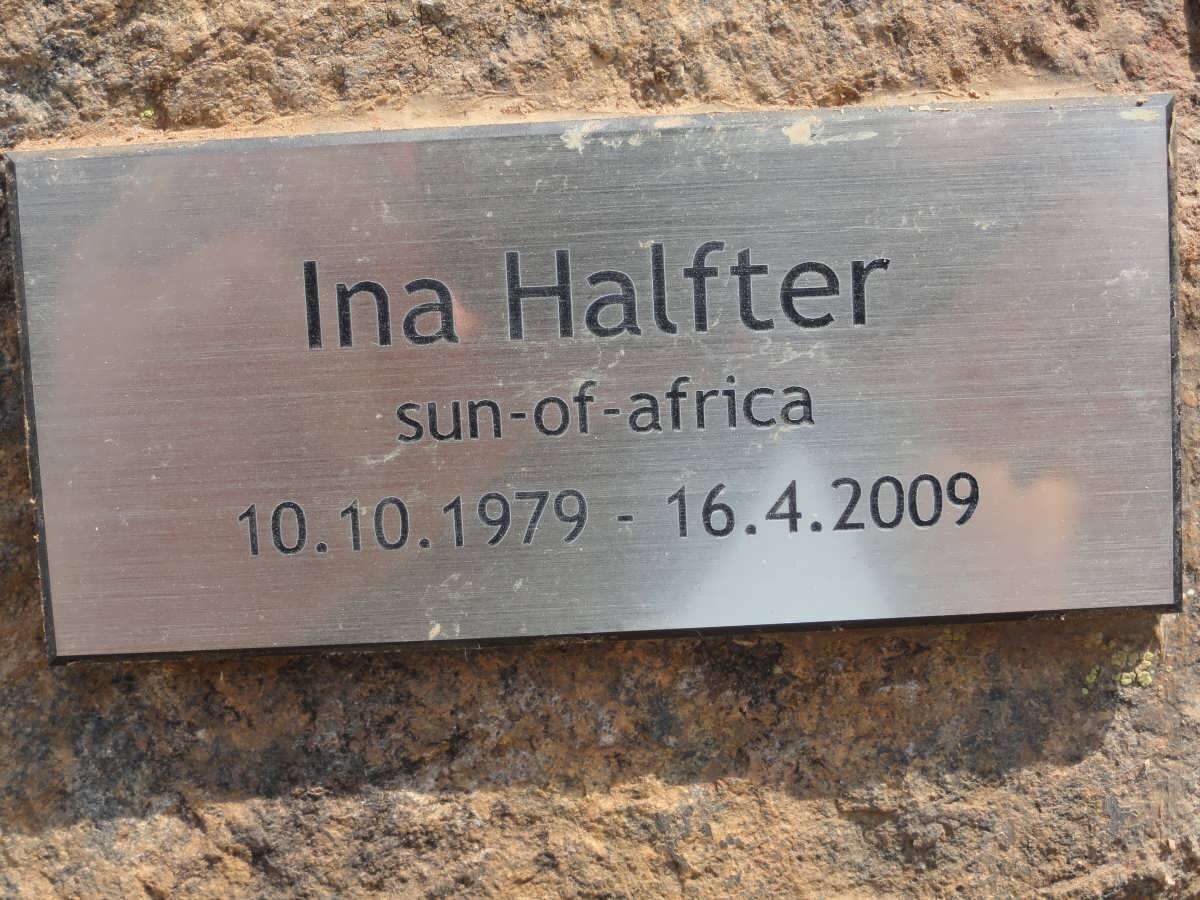 Ina Halfter
sun-of-africa
10.10.1979 - 16.4.2009